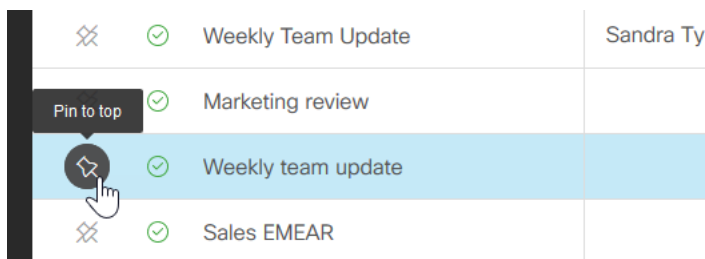 Weekly Team Update Sandra Ty
Marketing review
Pin to top
Weekly team update
Sales EMEAR